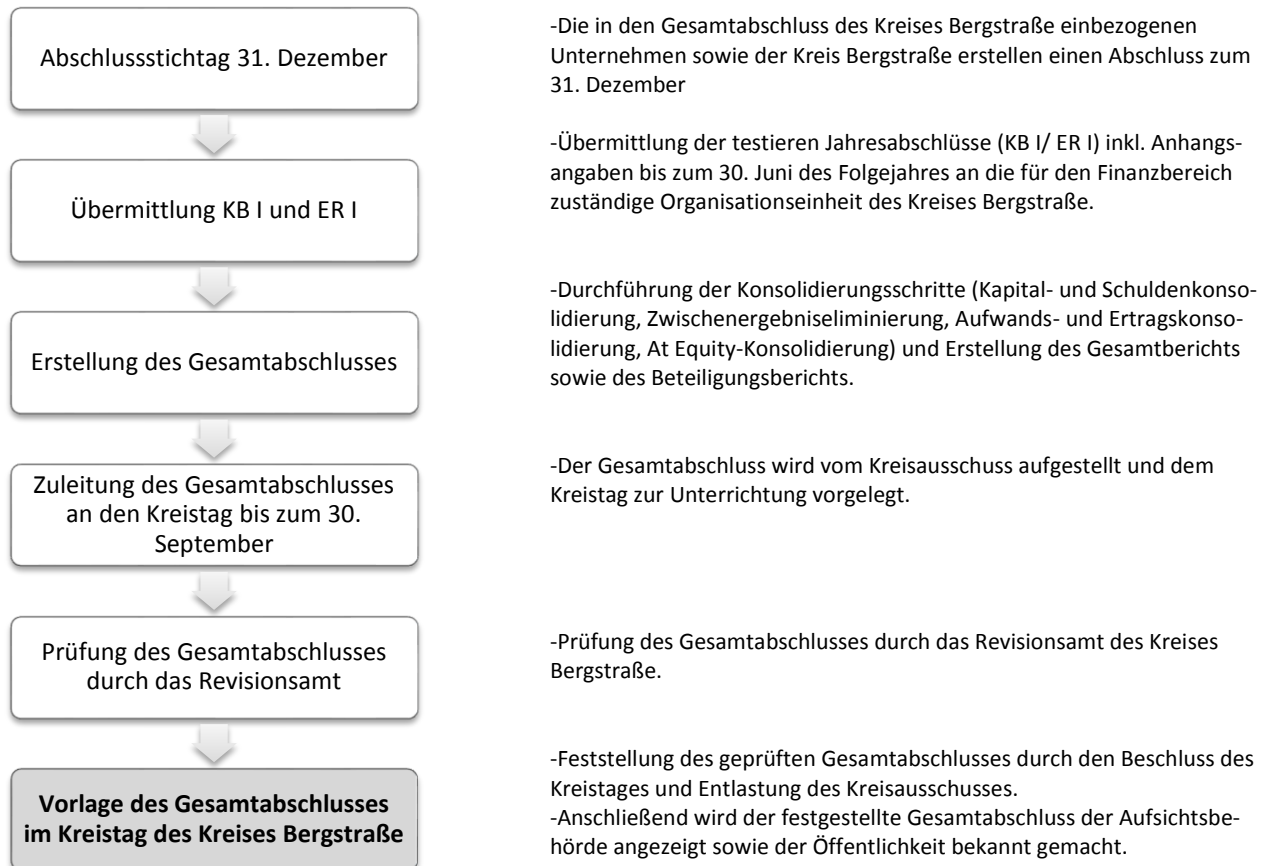 Abschlussstichtag 31. Dezember
-Die in den Gesamtabschluss des Kreises Bergstraße einbezogenen
Unternehmen sowie der Kreis Bergstraße erstellen einen Abschluss zum
31. Dezember
Übermittlung KB I und ER I
-Übermittlung der testieren Jahresabschlüsse (KB I/ ER I) inkl. Anhangs-
angaben bis zum 30. Juni des Folgejahres an die für den Finanzbereich
zuständige Organisationseinheit des Kreises Bergstraße.
Erstellung des Gesamtabschlusses
-Durchführung der Konsolidierungsschritte (Kapital- und Schuldenkonso-
lidierung, Zwischenergebniseliminierung, Aufwands- und Ertragskonso-
lidierung, At Equity-Konsolidierung) und Erstellung des Gesamtberichts
sowie des Beteiligungsberichts.
Zuleitung des Gesamtabschlusses
an den Kreistag bis zum 30.
September
-Der Gesamtabschluss wird vom Kreisausschuss aufgestellt und dem
Kreistag zur Unterrichtung vorgelegt.
Prüfung des Gesamtabschlusses
durch das Revisionsamt
-Prüfung des Gesamtabschlusses durch das Revisionsamt des Kreises
Bergstraße.
Vorlage des Gesamtabschlusses
im Kreistag des Kreises Bergstraße
-Feststellung des geprüften Gesamtabschlusses durch den Beschluss des
Kreistages und Entlastung des Kreisausschusses.
-Anschließend wird der festgestellte Gesamtabschluss der Aufsichtsbe-
hörde angezeigt sowie der Öffentlichkeit bekannt gemacht.